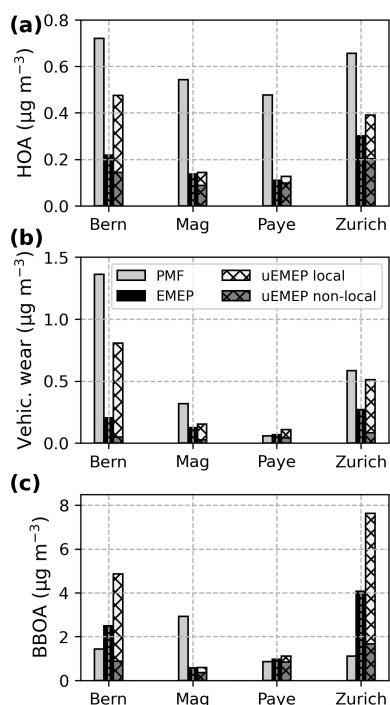 (a)
HOA (µg m−3)
0.8
0.6
0.4
0.2
0.0
Bern Mag Paye Zurich
(b)
Vehic. wear (µg m−3)
1.5
1.0
0.5
0.0
PMF uEMEP local
EMEP uEMEP non-local
Bern Mag Paye Zurich
(c)
BBOA (µg m−3)
8
6
4
2
0
Bern Mag Paye Zurich